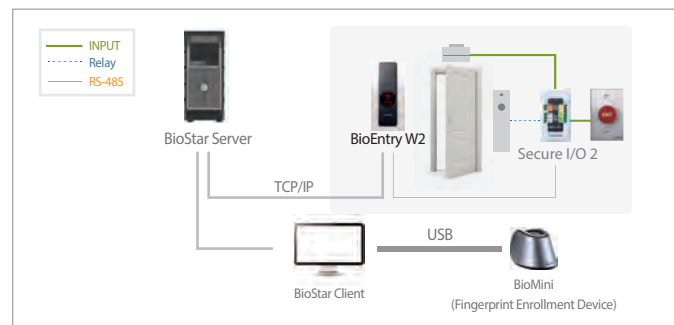 INPUT
Relay
RS-485
BioStar Server
BioEntry W2
Secure I/O 2
EXIT
TCP/IP
USB
BioStar Client
BioMini
(Fingerprint Enrollment Device)